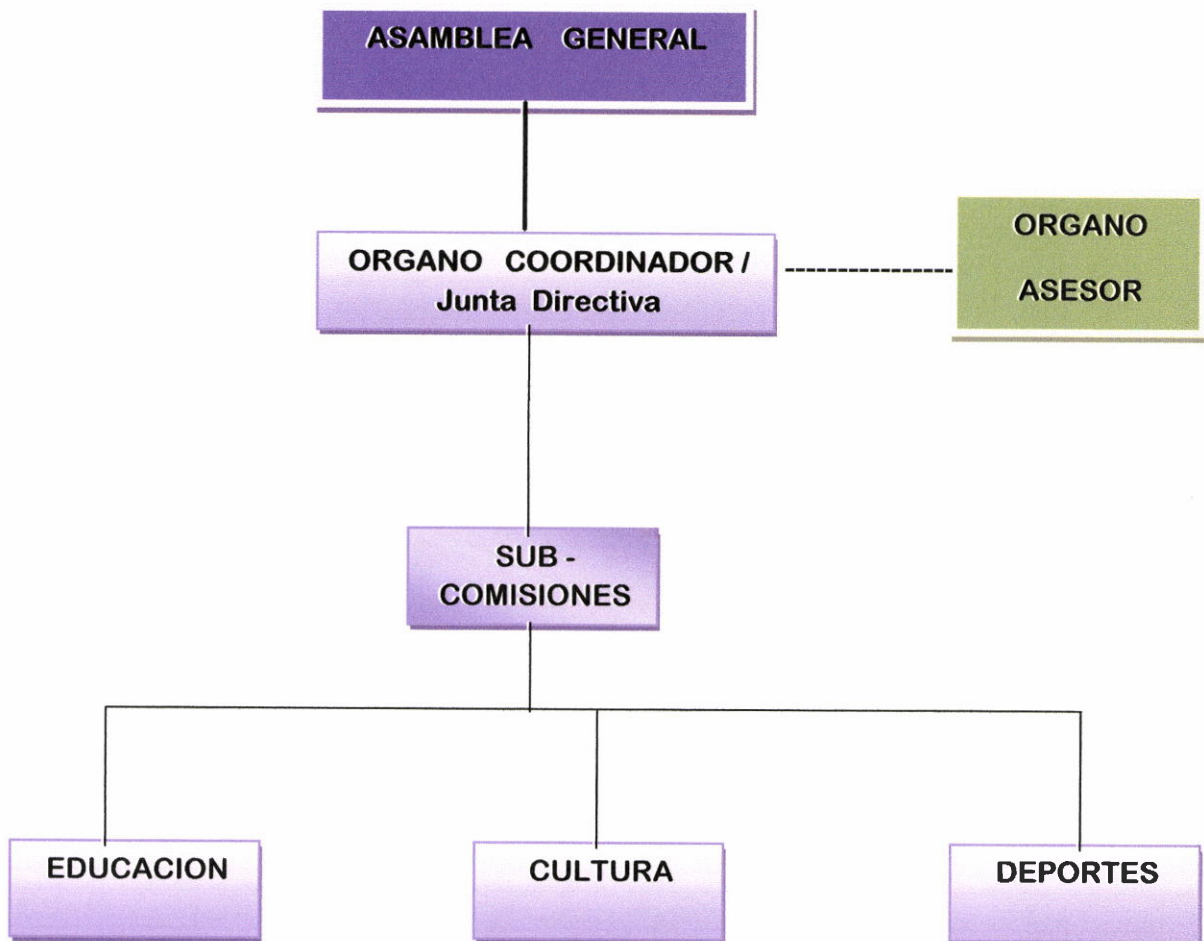 ASAMBLEA GENERAL
ORGANO COORDINADOR /
Junta Directiva
ORGANO
ASESOR
SUB -
COMISIONES
EDUCACION
CULTURA
DEPORTES